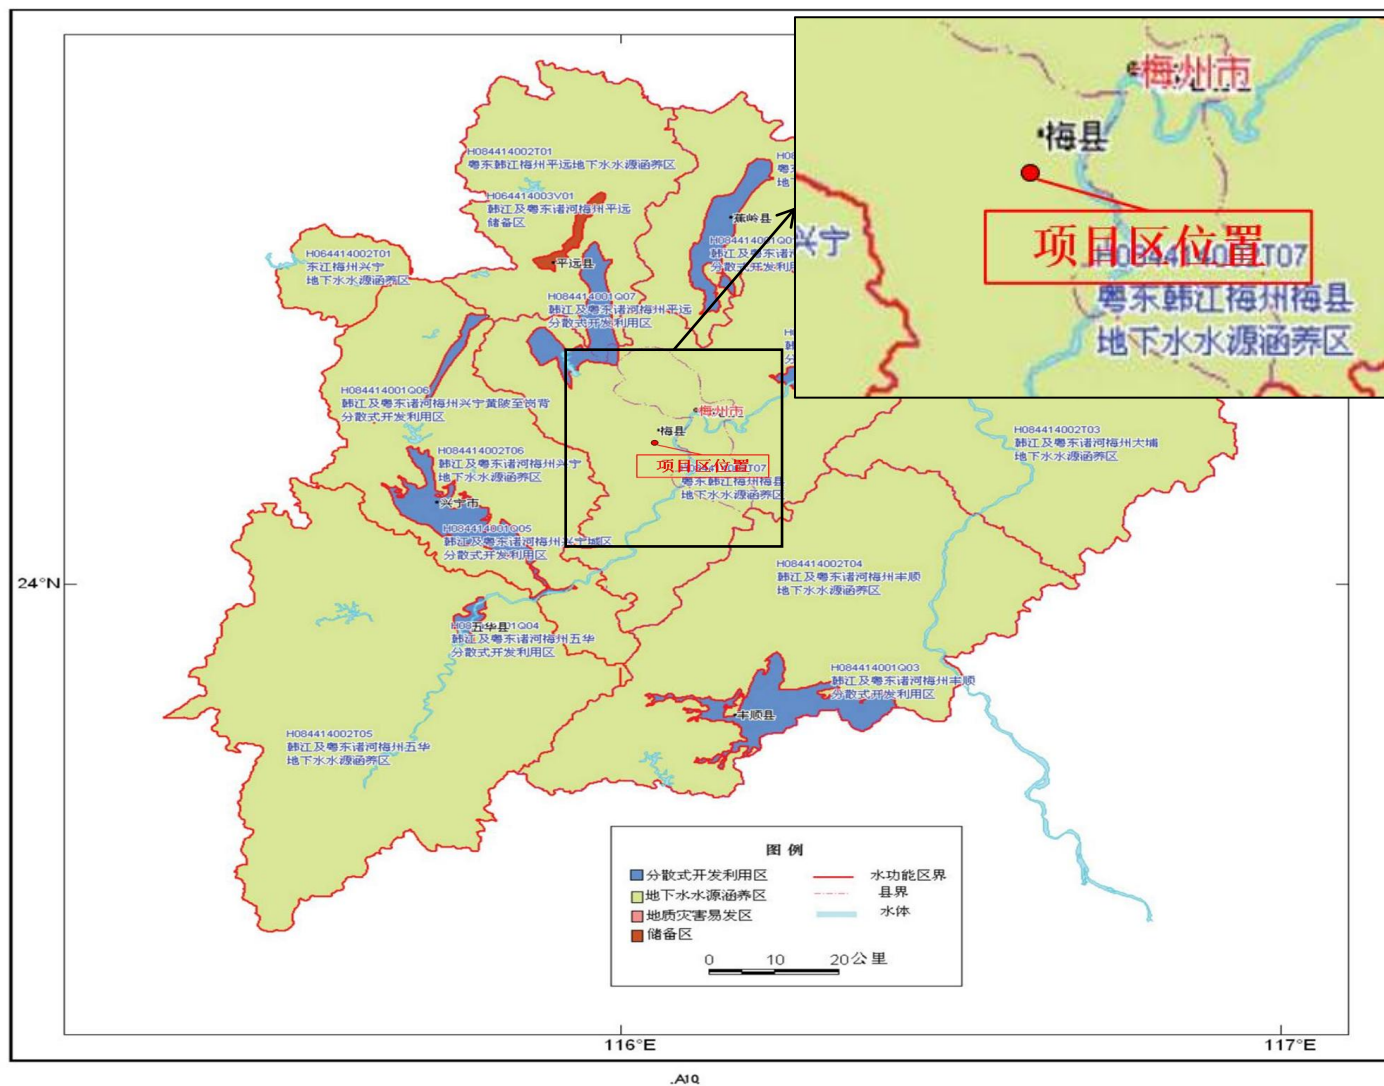 梅州市
梅县
项目区位置
兴宁
粤东韩江梅州梅县
地下水水源涵养区
H084414002T01
粤东韩江梅州平远地下水水源涵养区
H064414003V01
韩江及粤东诸河梅州平远
储备区
蕉岭县
H084414001Q0
韩江及粤东诸河
分散式开发利用
H064414002T01
东江梅州兴宁
地下水水源涵养区
平远县
H084414001Q07
韩江及粤东诸河梅州平远
分散式开发利用区
H084414001Q06
韩江及粤东诸河梅州兴宁黄陂至岗背
分散式开发利用区
梅州市
梅县
项目区位置
粤东韩江梅州梅县
地下水水源涵养区
H084414002T03
韩江及粤东诸河梅州大埔
地下水水源涵养区
H084414002T06
韩江及粤东诸河梅州兴宁
地下水水源涵养区
兴宁市
H084414001Q05
韩江及粤东诸河梅州兴宁城区
分散式开发利用区
24°N
H084414002T04
韩江及粤东诸河梅州丰顺
地下水水源涵养区
五华县
韩江及粤东诸河梅州五华
分散式开发利用区
H084414001Q03
韩江及粤东诸河梅州丰顺
分散式开发利用区
丰顺县
H084414002T05
韩江及粤东诸河梅州五华
地下水水源涵养区
图 例
分散式开发利用区
水功能区界
地下水水源涵养区
县界
地质灾害易发区
水体
储备区
0 10 20公里
116°E
117°E